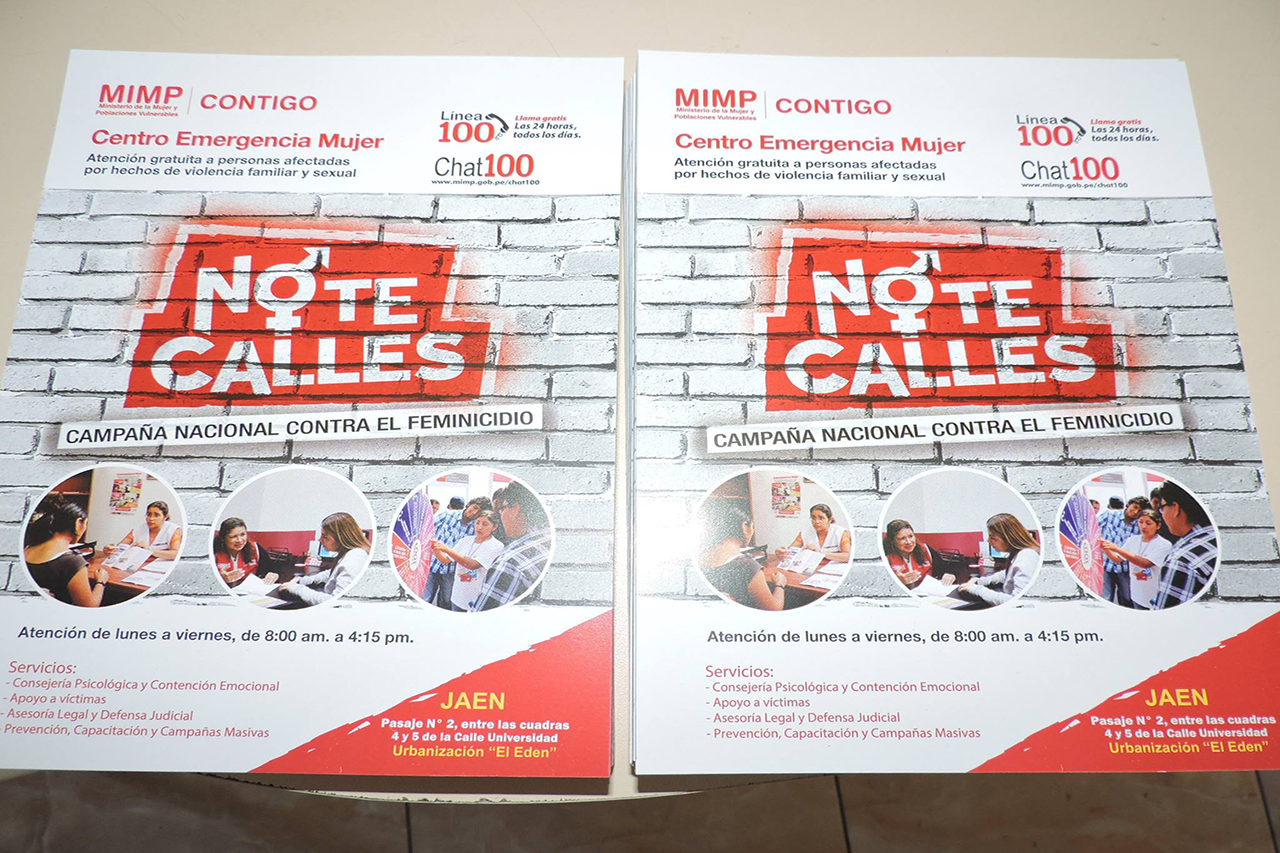 MIMP
Ministerio de la Mujer y
Poblaciones Vulnerables
CONTIGO
Centro Emergencia Mujer
Atención gratuita a personas afectadas
por hechos de violencia familiar y sexual
Línea
100
Llama gratis
Las 24 horas,
todos los días.
Chat100
www.mimp.gob.pe/chat100
NO TE
CALLES
CAMPAÑA NACIONAL CONTRA EL FEMINICIDIO
Atención de lunes a viernes, de 8:00 am. a 4:15 pm.
Servicios:
- Consejería Psicológica y Contención Emocional
- Apoyo a víctimas
- Asesoría Legal y Defensa Judicial
- Prevención, Capacitación y Campañas Masivas
JAEN
Pasaje N° 2, entre las cuadras
4 y 5 de la Calle Universidad
Urbanización "El Eden"
MIMP
Ministerio de la Mujer y
Poblaciones Vulnerables
CONTIGO
Centro Emergencia Mujer
Atención gratuita a personas afectadas
por hechos de violencia familiar y sexual
Línea
100
Llama gratis
Las 24 horas,
todos los días.
Chat100
www.mimp.gob.pe/chat100
NO TE
CALLES
CAMPAÑA NACIONAL CONTRA EL FEMINICIDIO
Atención de lunes a viernes, de 8:00 am. a 4:15 pm.
Servicios:
- Consejería Psicológica y Contención Emocional
- Apoyo a víctimas
- Asesoría Legal y Defensa Judicial
- Prevención, Capacitación y Campañas Masivas
JAEN
Pasaje N° 2, entre las cuadras
4 y 5 de la Calle Universidad
Urbanización "El Eden"